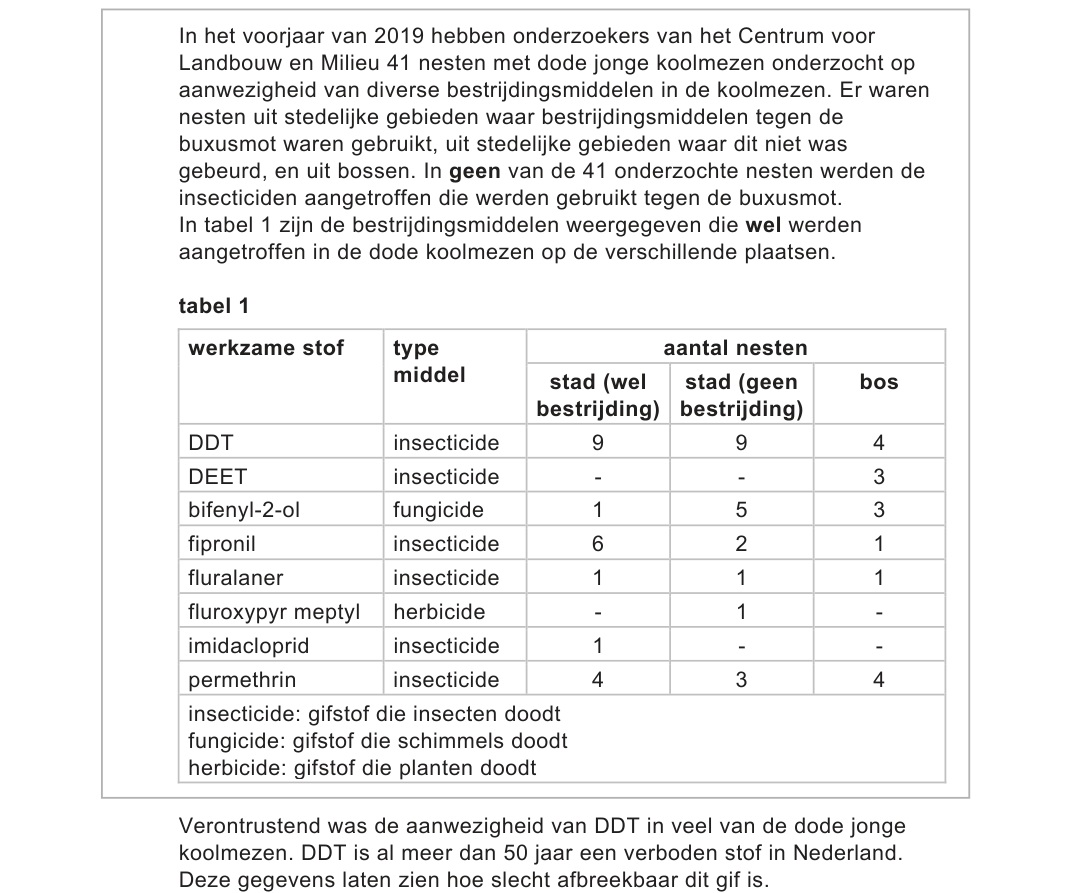 In het voorjaar van 2019 hebben onderzoekers van het Centrum voor
Landbouw en Milieu 41 nesten met dode jonge koolmezen onderzocht op
aanwezigheid van diverse bestrijdingsmiddelen in de koolmezen. Er waren
nesten uit stedelijke gebieden waar bestrijdingsmiddelen tegen de
buxusmot waren gebruikt, uit stedelijke gebieden waar dit niet was
gebeurd, en uit bossen. In geen van de 41 onderzochte nesten werden de
insecticiden aangetroffen die werden gebruikt tegen de buxusmot.
In tabel 1 zijn de bestrijdingsmiddelen weergegeven die wel werden
aangetroffen in de dode koolmezen op de verschillende plaatsen.
tabel 1
werkzame stof type middel aantal nesten
stad (wel bestrijding) stad (geen bestrijding) bos
DDT insecticide 9 9 4
DEET insecticide - - 3
bifenyl-2-ol fungicide 1 5 3
fipronil insecticide 6 2 1
fluralaner insecticide 1 1 1
fluroxypyr meptyl herbicide - 1 -
imidacloprid insecticide 1 - -
permethrin insecticide 4 3 4
insecticide: gifstof die insecten doodt
fungicide: gifstof die schimmels doodt
herbicide: gifstof die planten doodt
Verontrustend was de aanwezigheid van DDT in veel van de dode jonge
koolmezen. DDT is al meer dan 50 jaar een verboden stof in Nederland.
Deze gegevens laten zien hoe slecht afbreekbaar dit gif is.